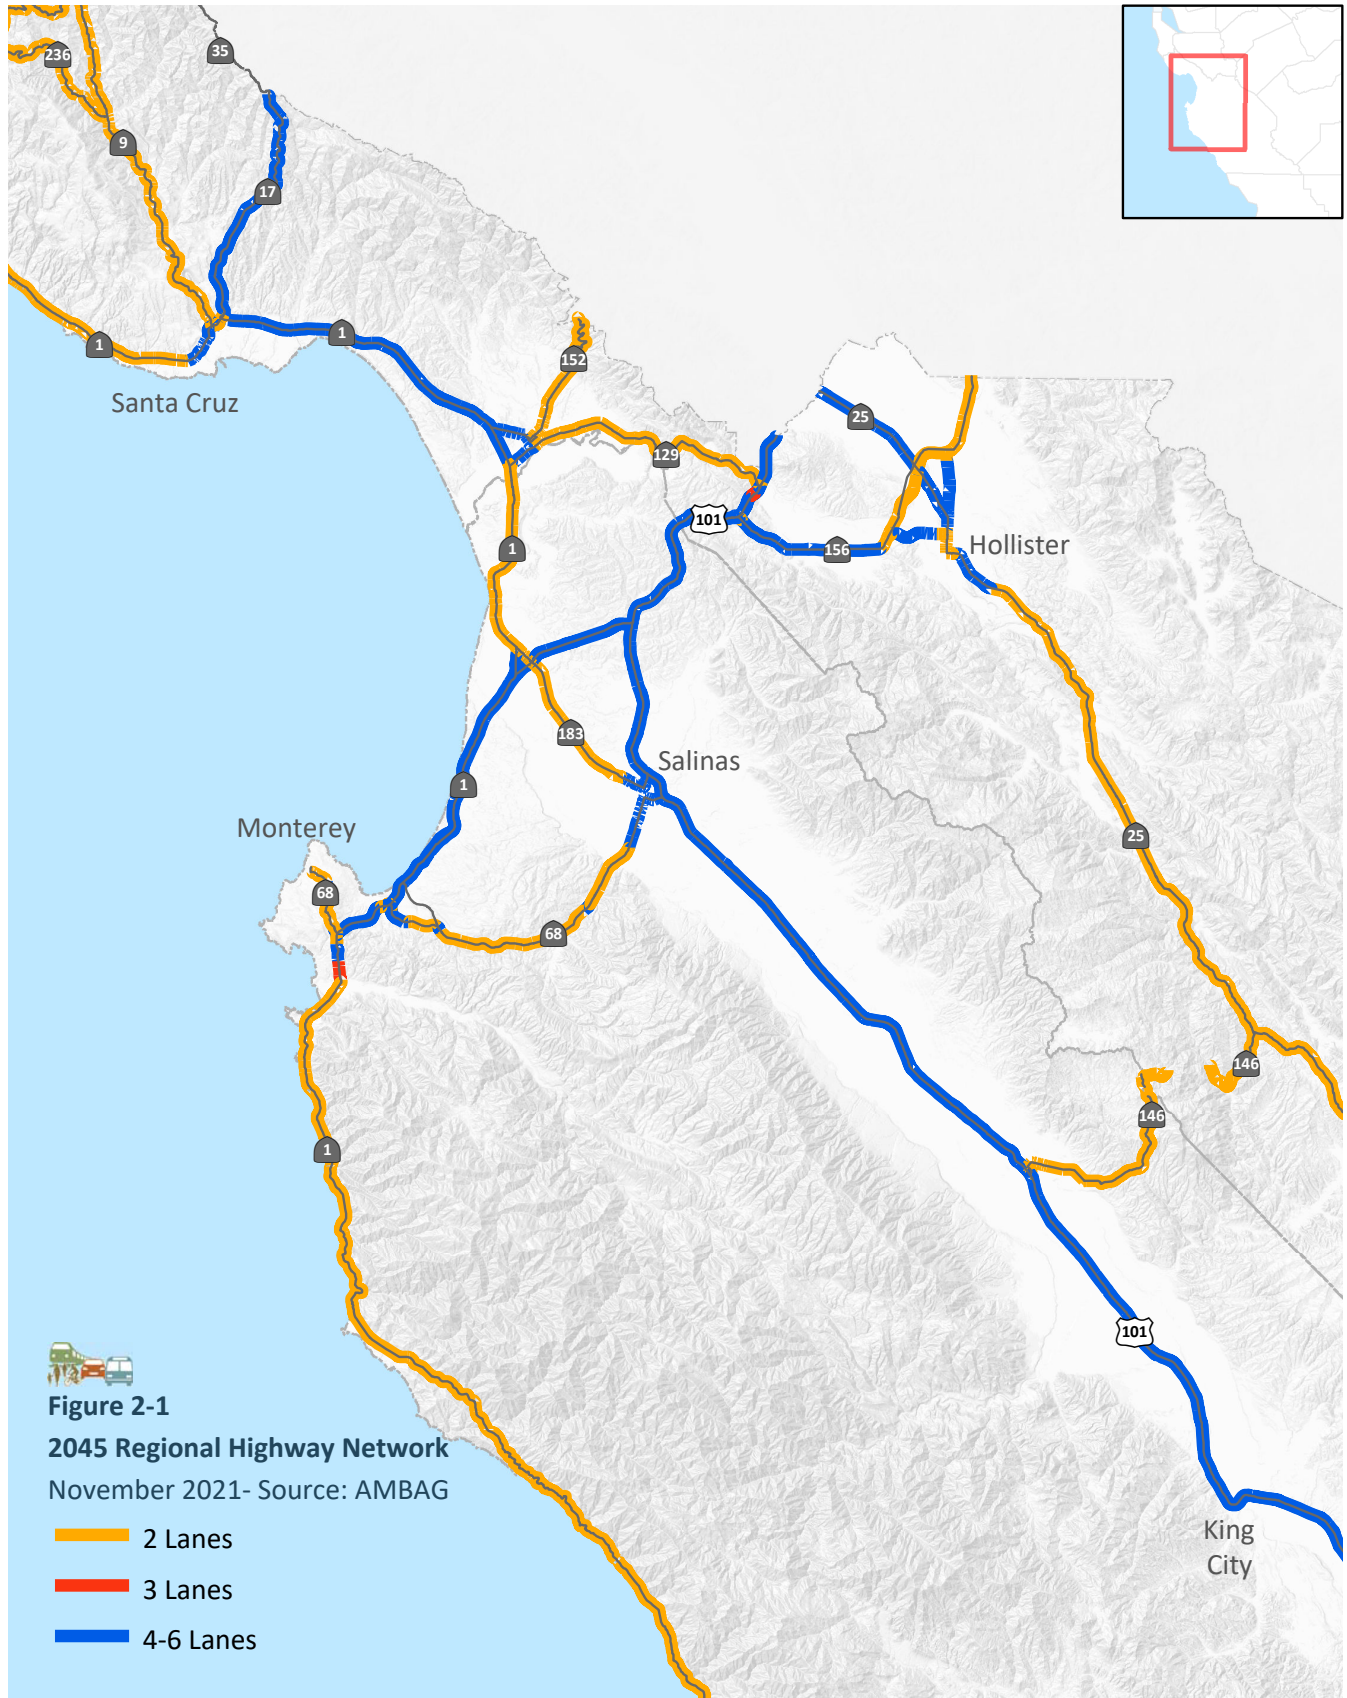 35
236
9
17
1
1
152
Santa Cruz
25
129
101
Hollister
156
1
183
Salinas
1
Monterey
25
68
68
146
146
1
101
Figure 2-1
2045 Regional Highway Network
November 2021- Source: AMBAG
2 Lanes
3 Lanes
4-6 Lanes
King
City